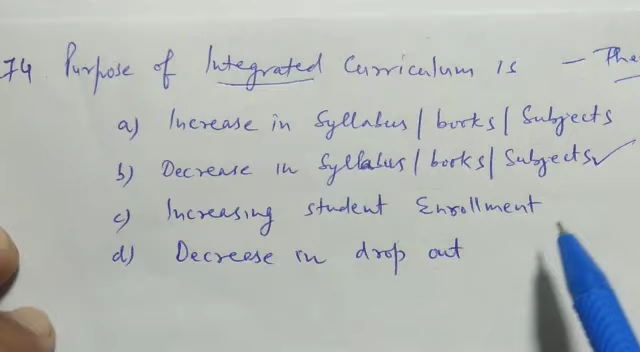 74 Purpose of Integrated Curriculum is -
a) Increase in Syllabus / books / Subjects
b) Decrease in Syllabus / books / Subjects ✓
c) Increasing student Enrollment
d) Decrease in drop out